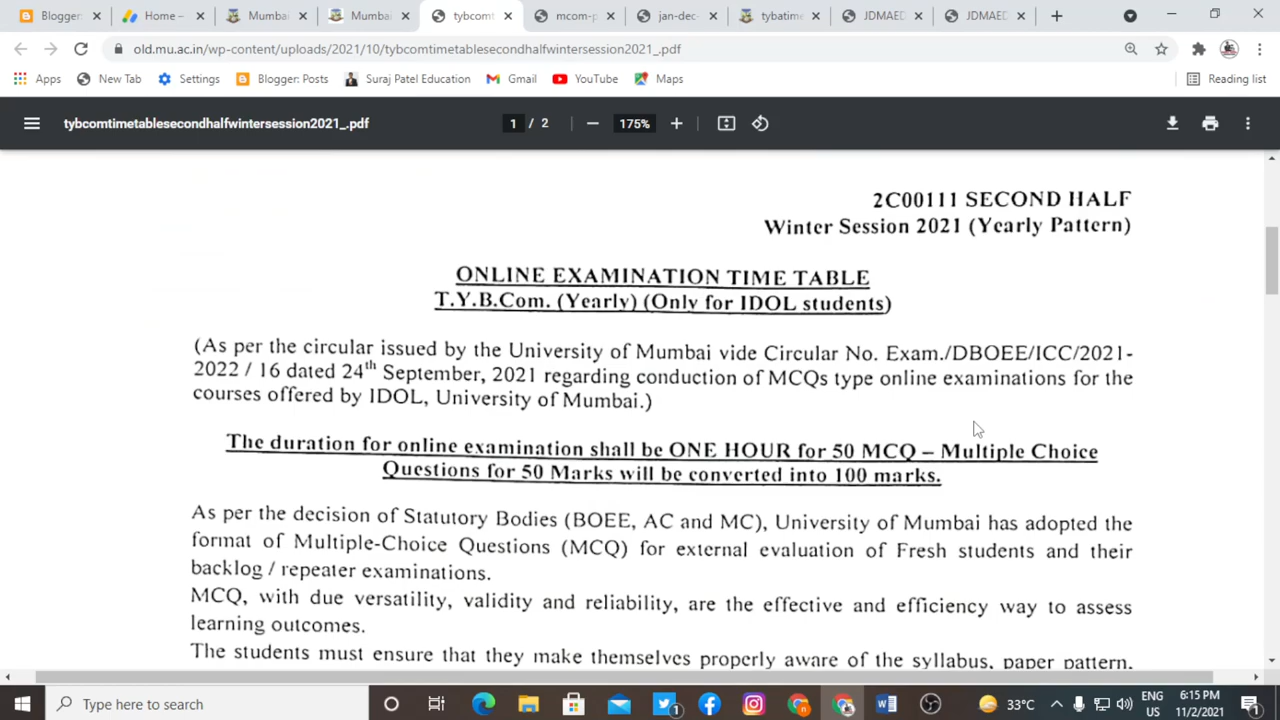 Blogger: Home – Mumbai Mumbai tybcomt mcom-p jan-dec- tybatime JDMAED JDMAED
old.mu.ac.in/wp-content/uploads/2021/10/tybcomtimetablesecondhalfwintersession2021_.pdf
Apps New Tab Settings Blogger: Posts Suraj Patel Education Gmail YouTube Maps Reading list
tybcomtimetablesecondhalfwintersession2021_.pdf 1 / 2 175%
2C00111 SECOND HALF
Winter Session 2021 (Yearly Pattern)
ONLINE EXAMINATION TIME TABLE
T.Y.B.Com. (Yearly) (Only for IDOL students)
(As per the circular issued by the University of Mumbai vide Circular No. Exam./DBOEE/ICC/2021-
2022 / 16 dated 24th September, 2021 regarding conduction of MCQs type online examinations for the
courses offered by IDOL, University of Mumbai.)
The duration for online examination shall be ONE HOUR for 50 MCQ – Multiple Choice
Questions for 50 Marks will be converted into 100 marks.
As per the decision of Statutory Bodies (BOEE, AC and MC), University of Mumbai has adopted the
format of Multiple-Choice Questions (MCQ) for external evaluation of Fresh students and their
backlog / repeater examinations.
MCQ, with due versatility, validity and reliability, are the effective and efficiency way to assess
learning outcomes.
The students must ensure that they make themselves properly aware of the syllabus, paper pattern,
Type here to search 1 33°C ENG US 6:15 PM 11/2/2021 1